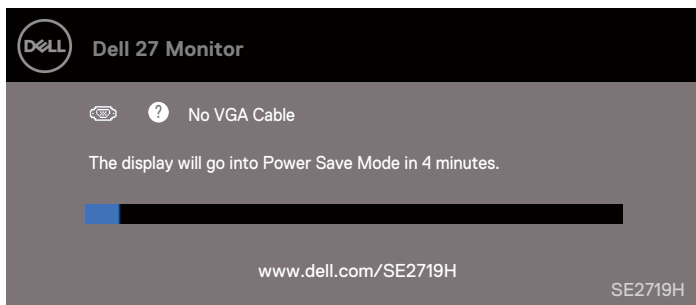 DELL
Dell 27 Monitor
? No VGA Cable
The display will go into Power Save Mode in 4 minutes.
www.dell.com/SE2719H
SE2719H